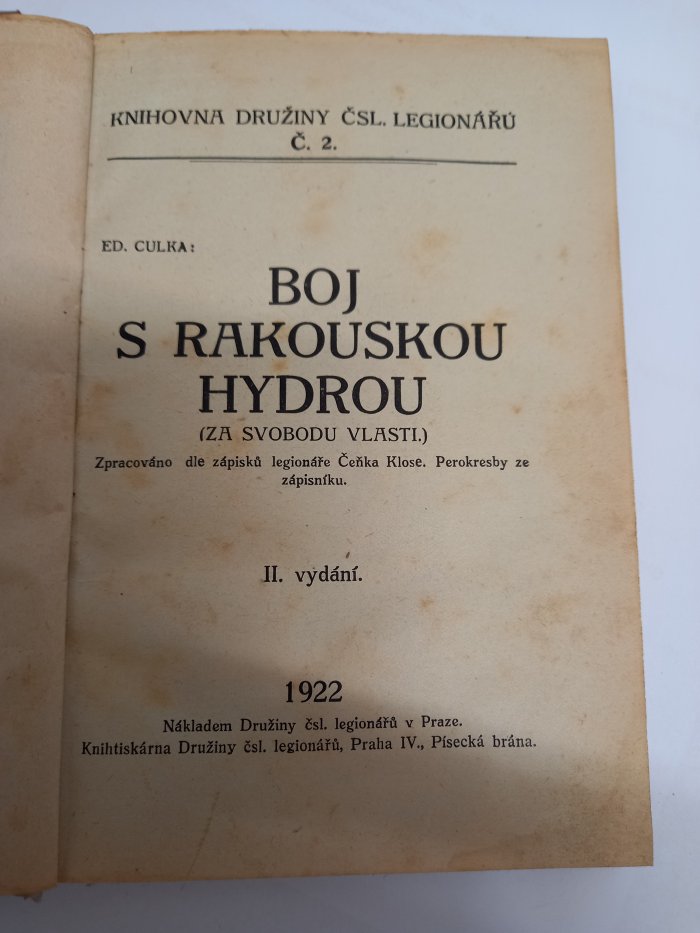 KNIHOVNA DRUŽINY ČSL. LEGIONÁŘŮ
Č. 2.
ED. CULKA:
BOJ
S RAKOUSKOU
HYDROU
(ZA SVOBODU VLASTI.)
Zpracováno dle zápisků legionáře Čeňka Klose. Perokresby ze
zápisníku.
II. vydání.
1922
Nákladem Družiny čsl. legionářů v Praze.
Knihtiskárna Družiny čsl. legionářů, Praha IV., Písecká brána.